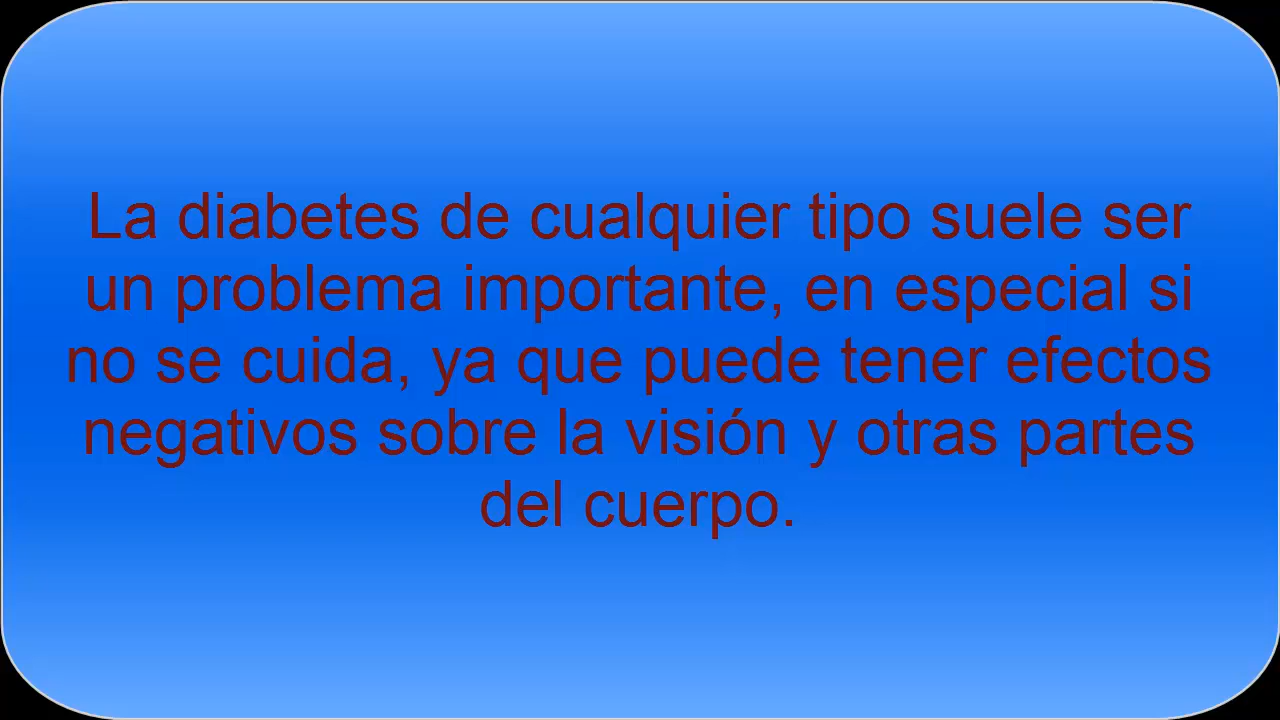 La diabetes de cualquier tipo suele ser
un problema importante, en especial si
no se cuida, ya que puede tener efectos
negativos sobre la visión y otras partes
del cuerpo.